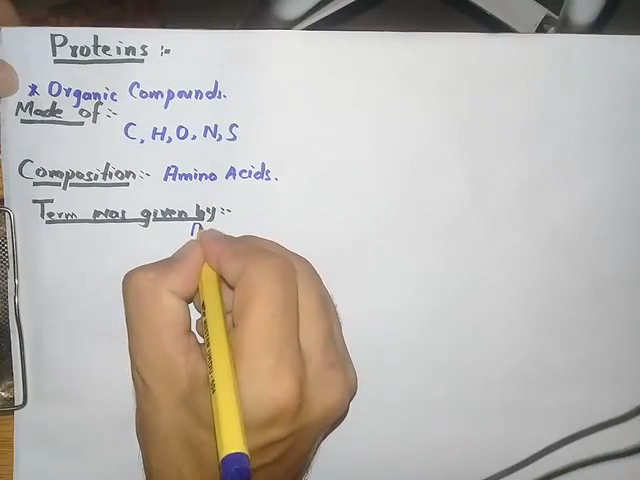 Proteins :-
* Organic Compounds.
Made of:-
C, H, O, N, S
Composition:- Amino Acids.
Term was given by:-